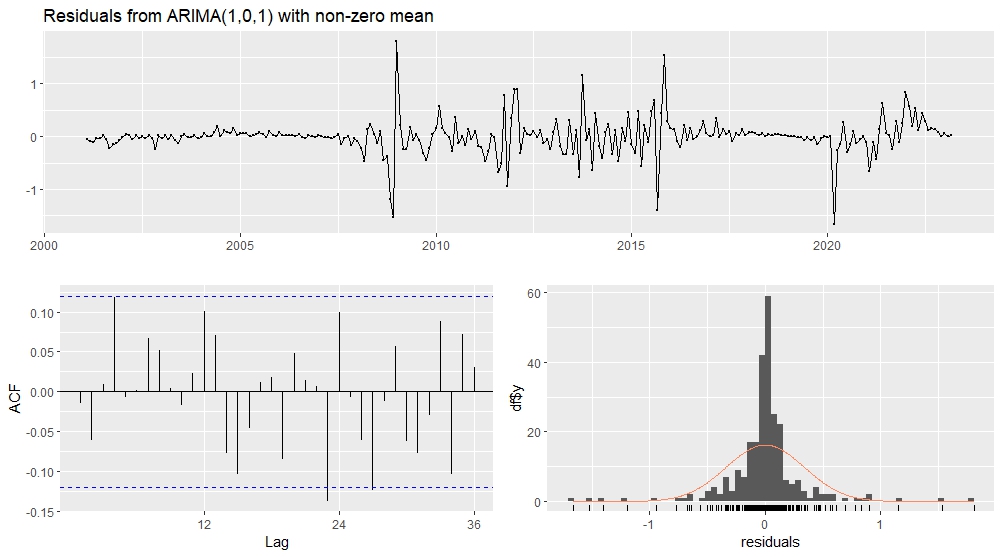 Residuals from ARIMA(1,0,1) with non-zero mean
1
0
-1
2000 2005 2010 2015 2020
0.10
0.05
0.00
-0.05
-0.10
-0.15
ACF
12 24 36
Lag
60
40
20
0
df$y
-1 0 1
residuals